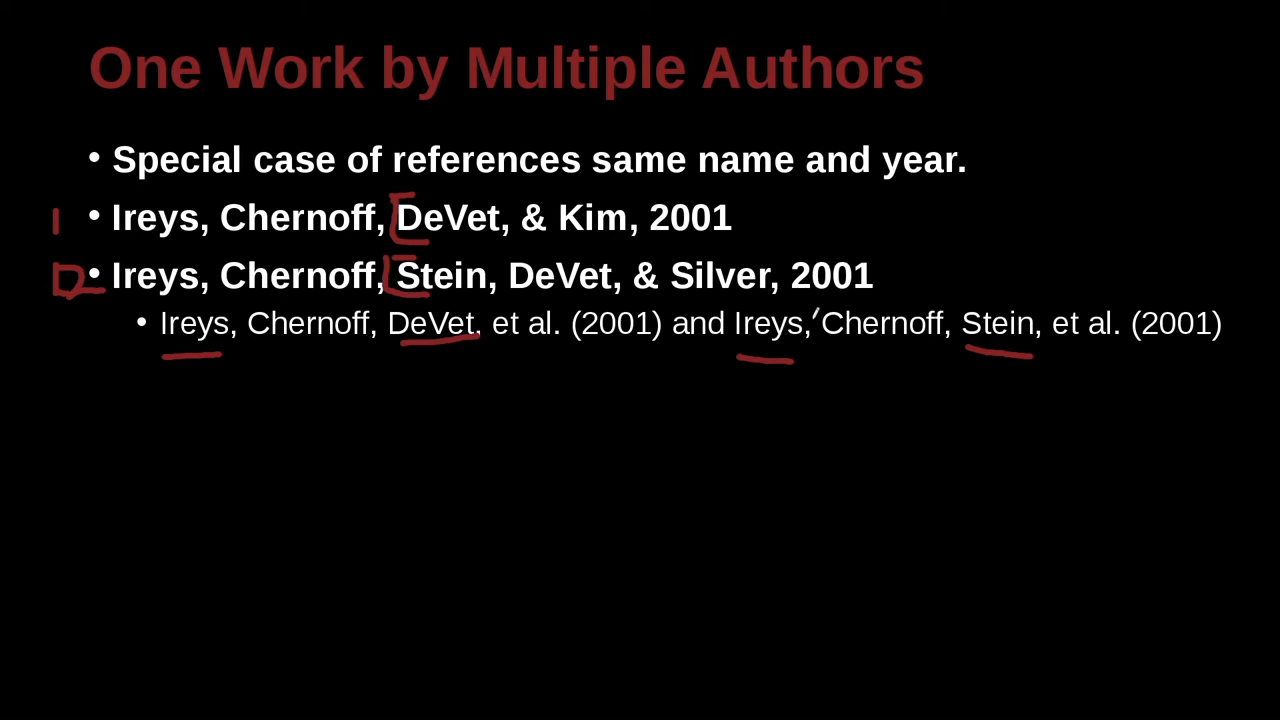 One Work by Multiple Authors
• Special case of references same name and year.
• Ireys, Chernoff, DeVet, & Kim, 2001
• Ireys, Chernoff, Stein, DeVet, & Silver, 2001
• Ireys, Chernoff, DeVet, et al. (2001) and Ireys, Chernoff, Stein, et al. (2001)